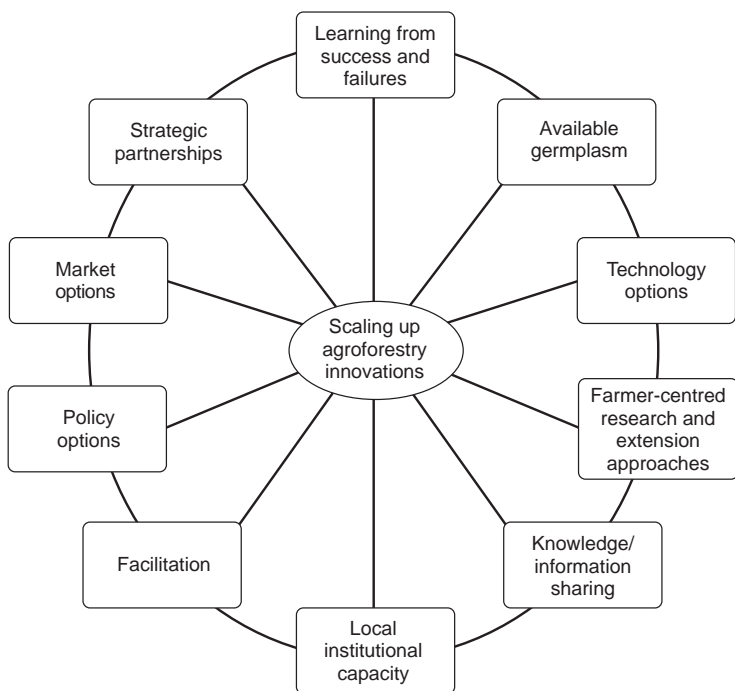 Learning from
success and
failures
Available
germplasm
Technology
options
Farmer-centred
research and
extension
approaches
Knowledge/
information
sharing
Local
institutional
capacity
Facilitation
Policy
options
Market
options
Strategic
partnerships
Scaling up
agroforestry
innovations